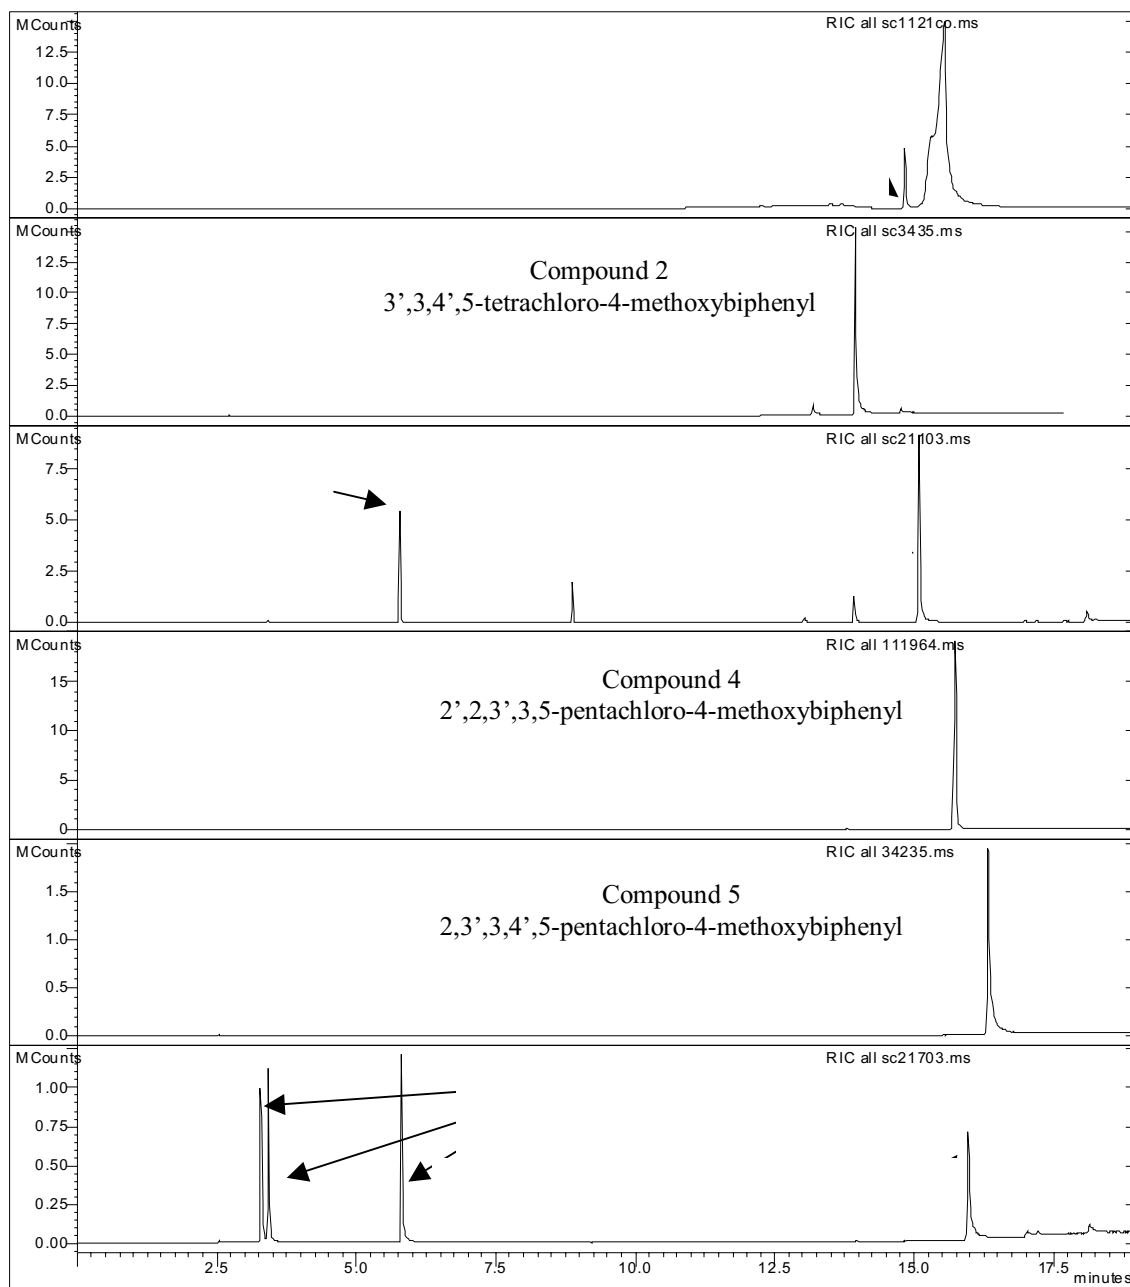 MCounts
RIC all sc1121co.ms
12.5
10.0
7.5
5.0
2.5
0.0
MCounts
RIC all sc3435.ms
12.5
10.0
7.5
5.0
2.5
0.0
Compound 2
3’,3,4’,5-tetrachloro-4-methoxybiphenyl
MCounts
RIC all sc21103.ms
7.5
5.0
2.5
0.0
MCounts
RIC all 111964.ms
15
10
5
0
Compound 4
2’,2,3’,3,5-pentachloro-4-methoxybiphenyl
MCounts
RIC all 34235.ms
1.5
1.0
0.5
0.0
Compound 5
2,3’,3,4’,5-pentachloro-4-methoxybiphenyl
MCounts
RIC all sc21703.ms
1.00
0.75
0.50
0.25
0.00
2.5 5.0 7.5 10.0 12.5 15.0 17.5
minutes